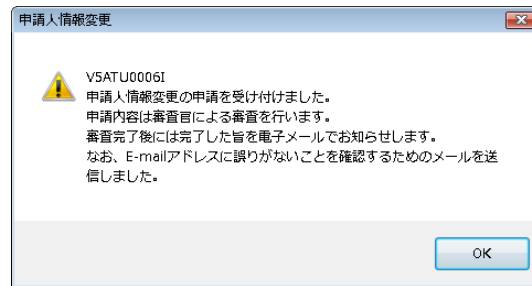 申請人情報変更
V5ATU0006I
申請人情報変更の申請を受け付けました。
申請内容は審査官による審査を行います。
審査完了後には完了した旨を電子メールでお知らせします。
なお、E-mailアドレスに誤りがないことを確認するためのメールを送
信しました。
OK